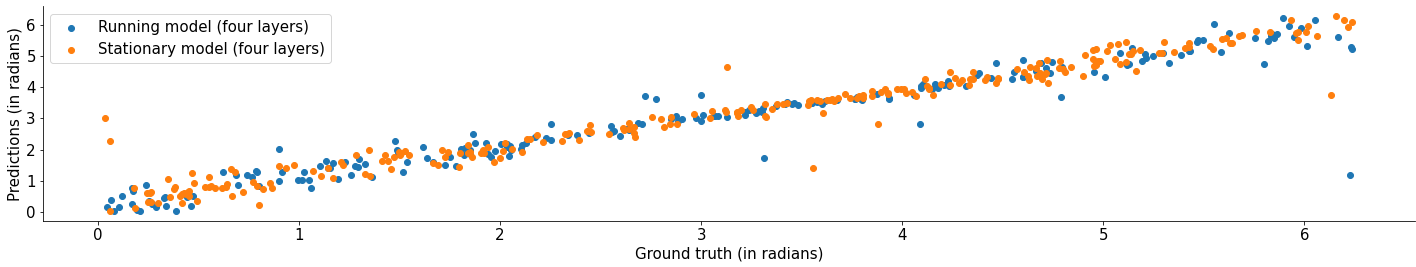 Running model (four layers)
Stationary model (four layers)
Predictions (in radians)
6
5
4
3
2
1
0
0 1 2 3 4 5 6
Ground truth (in radians)